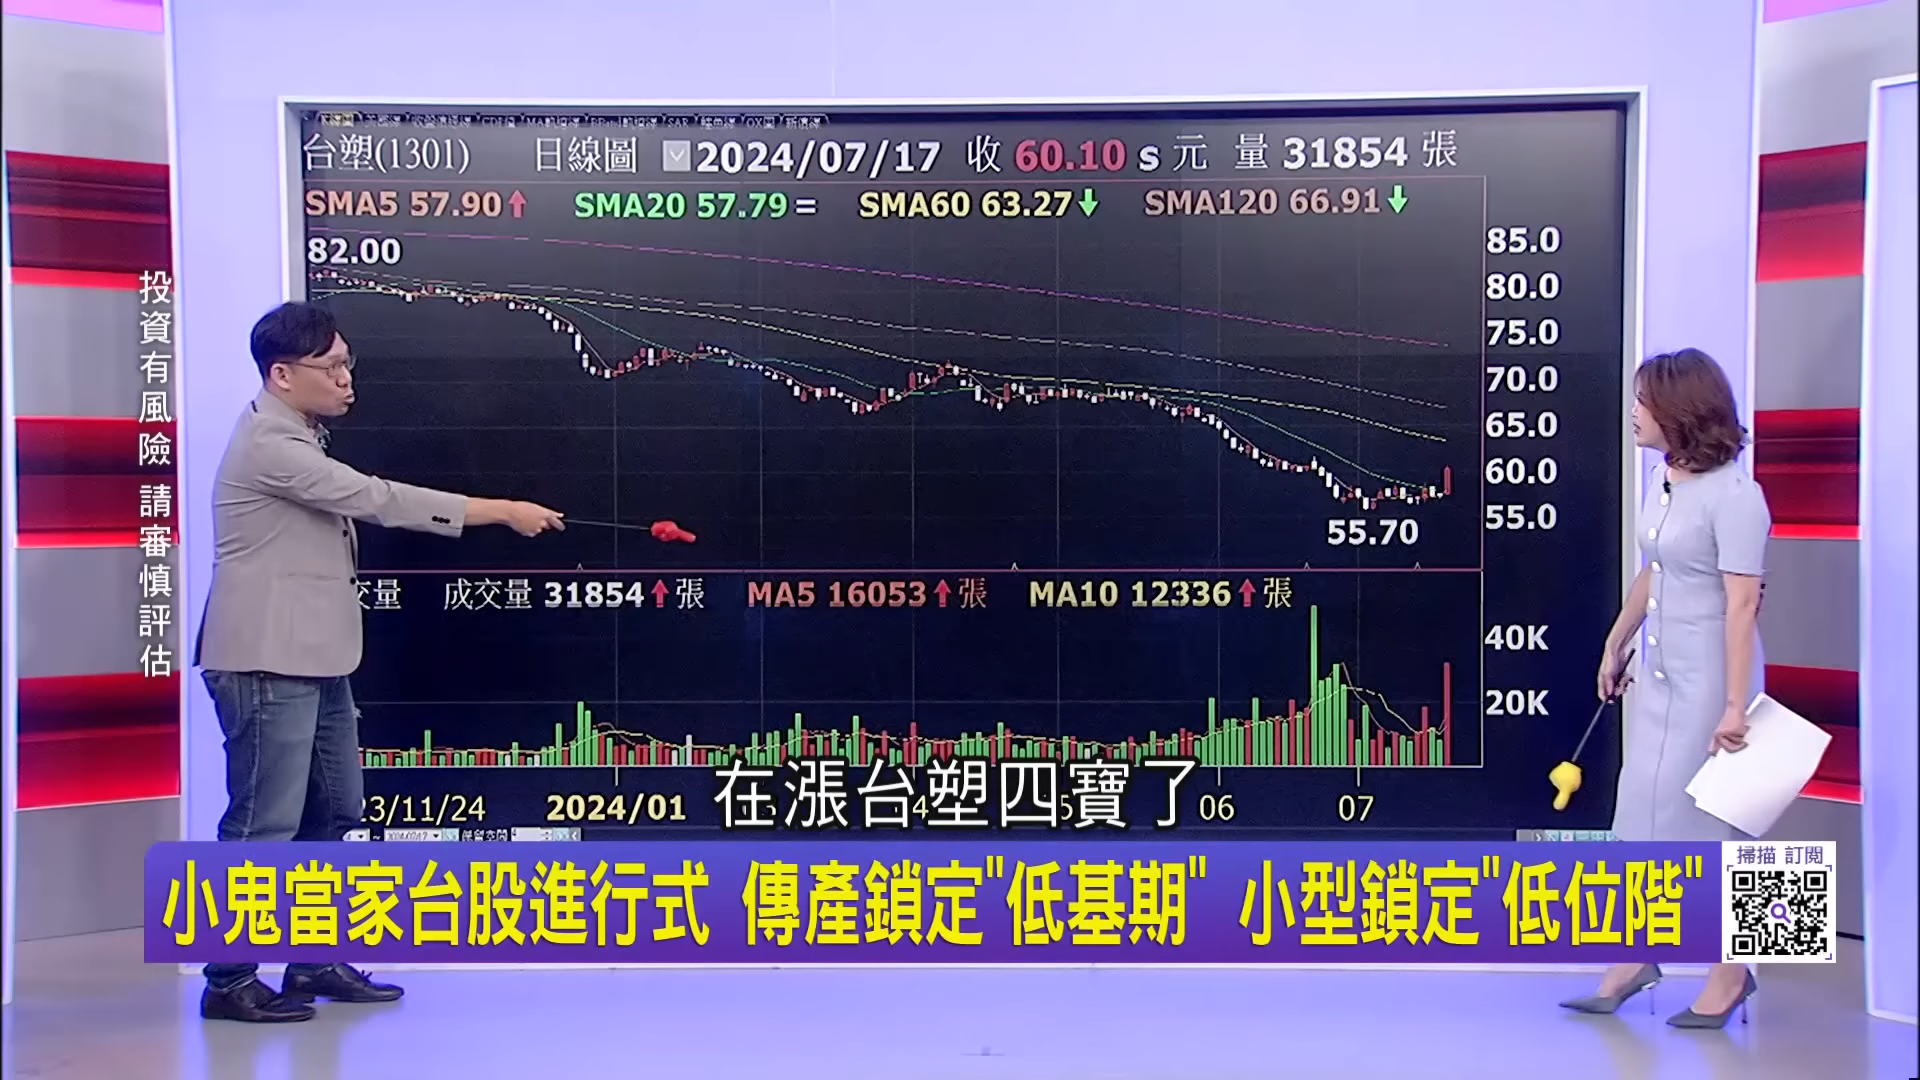 台塑(1301) 日線圖 2024/07/17 收 60.10 s 元 量 31854 張
SMA5 57.90↑ SMA20 57.79= SMA60 63.27↓ SMA120 66.91↓
82.00
85.0
80.0
75.0
70.0
65.0
60.0
55.0
55.70
交量 成交量 31854↑張 MA5 16053↑張 MA10 12336↑張
40K
20K
23/11/24 2024/01 06 07
投資有風險 請審慎評估
在漲台塑四寶了
小鬼當家台股進行式 傳產鎖定"低基期" 小型鎖定"低位階"
掃描 訂閱